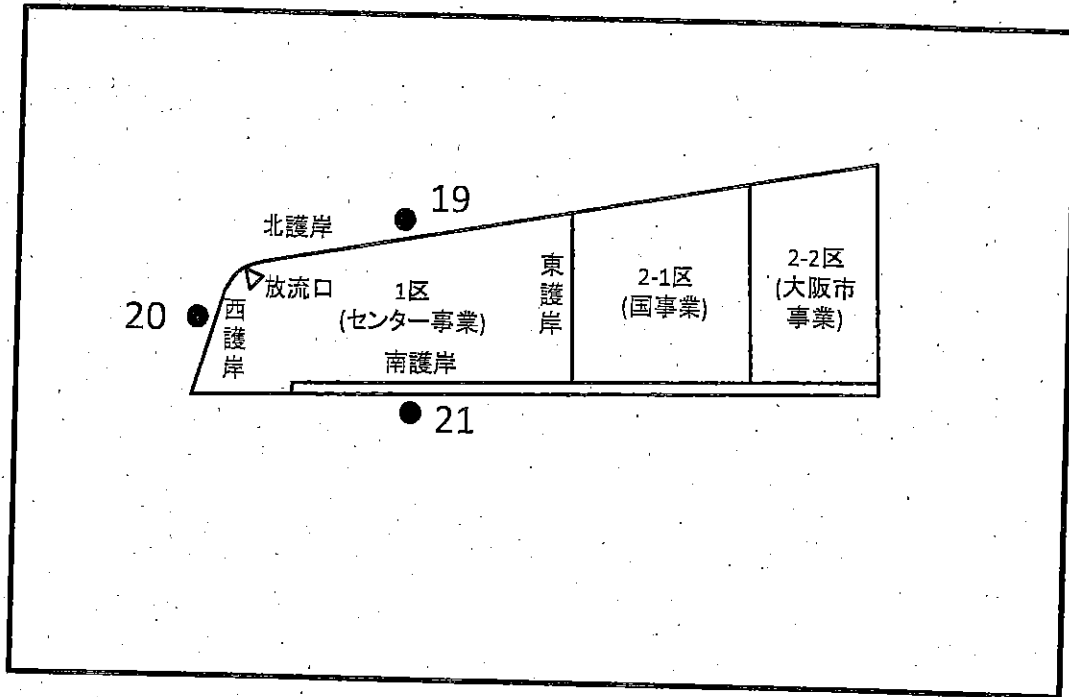 19
北護岸
放流口
20
西護岸
1区
(センター事業)
南護岸
東護岸
2-1区
(国事業)
2-2区
(大阪市
事業)
21